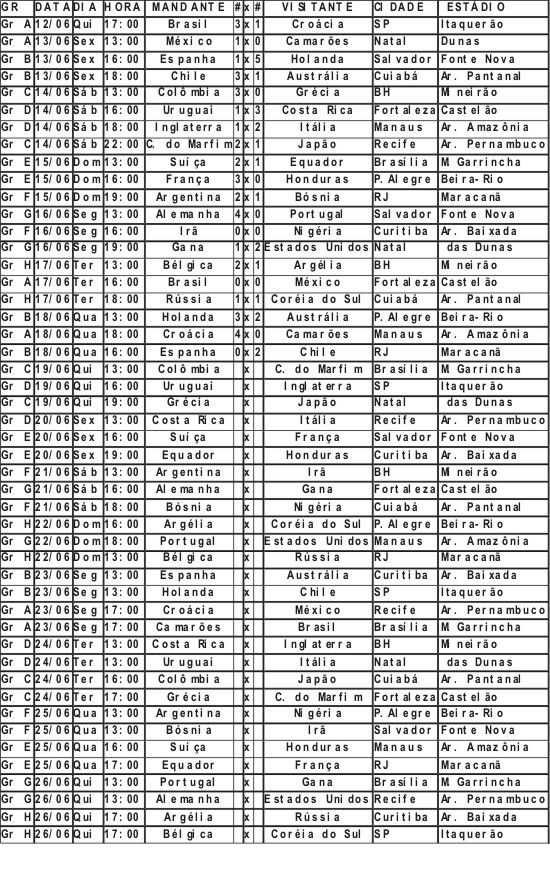 GR DATA DIA HORA MANDANTE # x # VISITANTE CIDADE ESTÁDIO
Gr A 12/06 Qui 17:00 Brasil 3 x 1 Croácia SP Itaquerão
Gr A 13/06 Sex 13:00 México 1 x 0 Camarões Natal Dunas
Gr B 13/06 Sex 16:00 Espanha 1 x 5 Holanda Salvador Fonte Nova
Gr B 13/06 Sex 18:00 Chile 3 x 1 Austrália Cuiabá Ar. Pantanal
Gr C 14/06 Sáb 13:00 Colômbia 3 x 0 Grécia BH Mineirão
Gr D 14/06 Sáb 16:00 Uruguai 1 x 3 Costa Rica Fortaleza Castelão
Gr D 14/06 Sáb 18:00 Inglaterra 1 x 2 Itália Manaus Ar. Amazônia
Gr C 14/06 Sáb 22:00 C. do Marfim 2 x 1 Japão Recife Ar. Pernambuco
Gr E 15/06 Dom 13:00 Suíça 2 x 1 Equador Brasília M Garrincha
Gr E 15/06 Dom 16:00 França 3 x 0 Honduras P. Alegre Beira-Rio
Gr F 15/06 Dom 19:00 Argentina 2 x 1 Bósnia RJ Maracanã
Gr G 16/06 Seg 13:00 Alemanha 4 x 0 Portugal Salvador Fonte Nova
Gr F 16/06 Seg 16:00 Irã 0 x 0 Nigéria Curitiba Ar. Baixada
Gr G 16/06 Seg 19:00 Gana 1 x 2 Estados Unidos Natal das Dunas
Gr H 17/06 Ter 13:00 Bélgica 2 x 1 Argélia BH Mineirão
Gr A 17/06 Ter 16:00 Brasil 0 x 0 México Fortaleza Castelão
Gr H 17/06 Ter 18:00 Rússia 1 x 1 Coréia do Sul Cuiabá Ar. Pantanal
Gr B 18/06 Qua 13:00 Holanda 3 x 2 Austrália P. Alegre Beira-Rio
Gr A 18/06 Qua 18:00 Croácia 4 x 0 Camarões Manaus Ar. Amazônia
Gr B 18/06 Qua 16:00 Espanha 0 x 2 Chile RJ Maracanã
Gr C 19/06 Qui 13:00 Colômbia x C. do Marfim Brasília M Garrincha
Gr D 19/06 Qui 16:00 Uruguai x Inglaterra SP Itaquerão
Gr C 19/06 Qui 19:00 Grécia x Japão Natal das Dunas
Gr D 20/06 Sex 13:00 Costa Rica x Itália Recife Ar. Pernambuco
Gr E 20/06 Sex 16:00 Suíça x França Salvador Fonte Nova
Gr E 20/06 Sex 19:00 Equador x Honduras Curitiba Ar. Baixada
Gr F 21/06 Sáb 13:00 Argentina x Irã BH Mineirão
Gr G 21/06 Sáb 16:00 Alemanha x Gana Fortaleza Castelão
Gr F 21/06 Sáb 18:00 Bósnia x Nigéria Cuiabá Ar. Pantanal
Gr H 22/06 Dom 16:00 Argélia x Coréia do Sul P. Alegre Beira-Rio
Gr G 22/06 Dom 18:00 Portugal x Estados Unidos Manaus Ar. Amazônia
Gr H 22/06 Dom 13:00 Bélgica x Rússia RJ Maracanã
Gr B 23/06 Seg 13:00 Espanha x Austrália Curitiba Ar. Baixada
Gr B 23/06 Seg 13:00 Holanda x Chile SP Itaquerão
Gr A 23/06 Seg 17:00 Croácia x México Recife Ar. Pernambuco
Gr A 23/06 Seg 17:00 Camarões x Brasil Brasília M Garrincha
Gr D 24/06 Ter 13:00 Costa Rica x Inglaterra BH Mineirão
Gr D 24/06 Ter 13:00 Uruguai x Itália Natal das Dunas
Gr C 24/06 Ter 16:00 Colômbia x Japão Cuiabá Ar. Pantanal
Gr C 24/06 Ter 17:00 Grécia x C. do Marfim Fortaleza Castelão
Gr F 25/06 Qua 13:00 Argentina x Nigéria P. Alegre Beira-Rio
Gr F 25/06 Qua 13:00 Bósnia x Irã Salvador Fonte Nova
Gr E 25/06 Qua 16:00 Suíça x Honduras Manaus Ar. Amazônia
Gr E 25/06 Qua 17:00 Equador x França RJ Maracanã
Gr G 26/06 Qui 13:00 Portugal x Gana Brasília M Garrincha
Gr G 26/06 Qui 13:00 Alemanha x Estados Unidos Recife Ar. Pernambuco
Gr H 26/06 Qui 17:00 Argélia x Rússia Curitiba Ar. Baixada
Gr H 26/06 Qui 17:00 Bélgica x Coréia do Sul SP Itaquerão